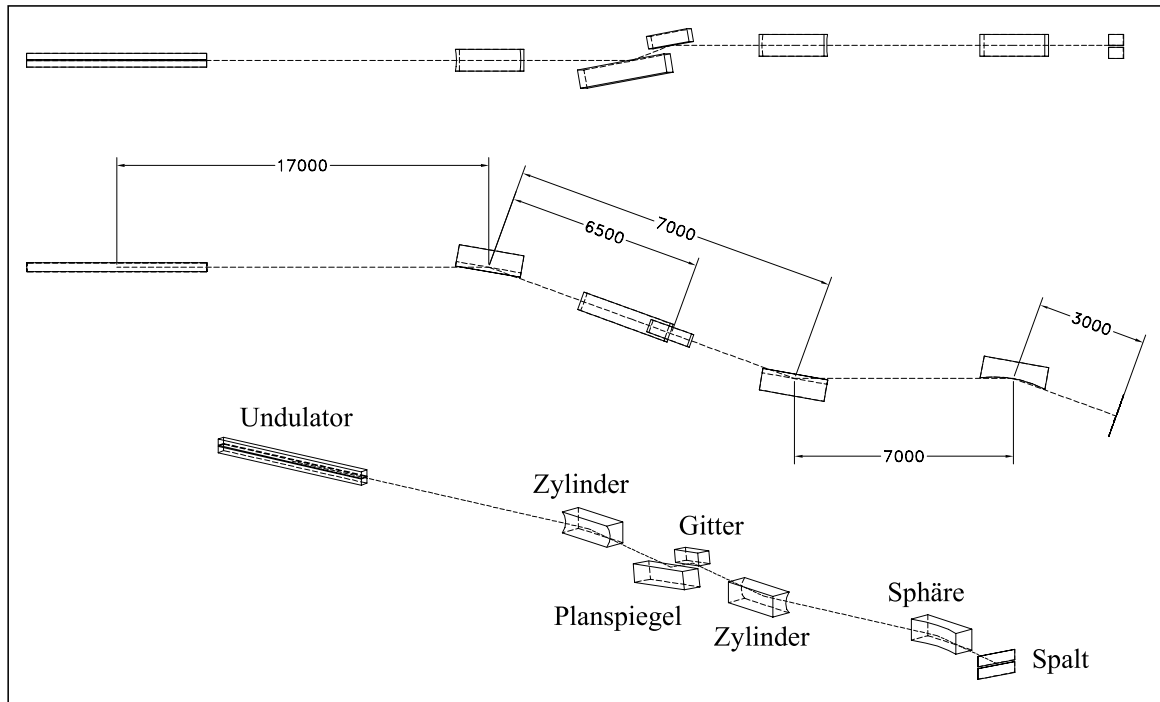 17000
7000
6500
3000
7000
Undulator
Zylinder
Gitter
Planspiegel
Zylinder
Sphäre
Spalt